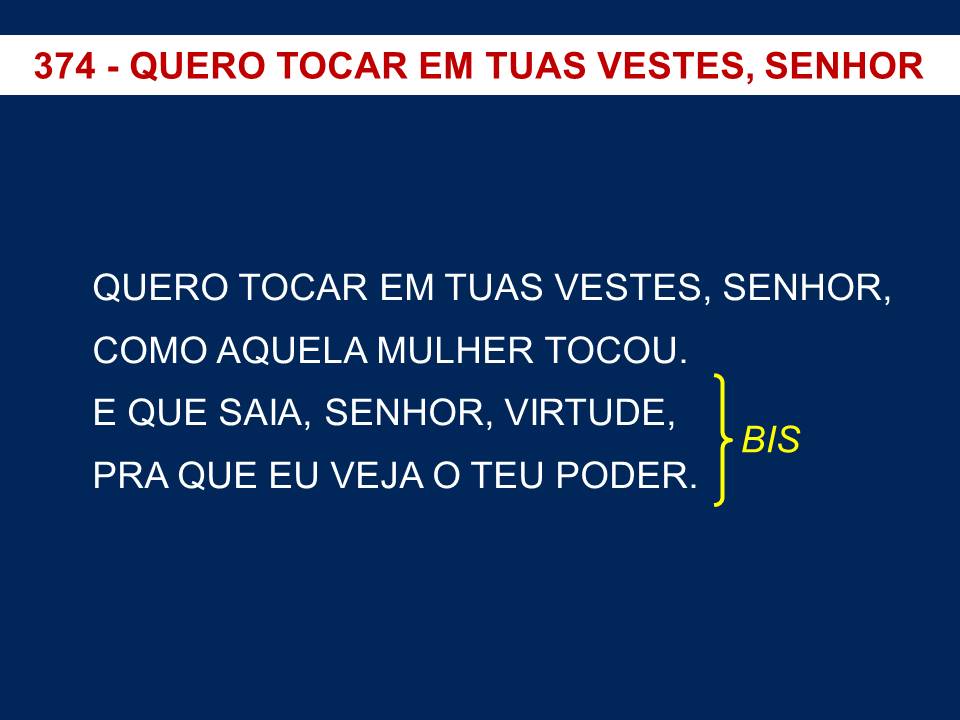 374 - QUERO TOCAR EM TUAS VESTES, SENHOR
QUERO TOCAR EM TUAS VESTES, SENHOR,
COMO AQUELA MULHER TOCOU.
E QUE SAIA, SENHOR, VIRTUDE,
PRA QUE EU VEJA O TEU PODER.
BIS